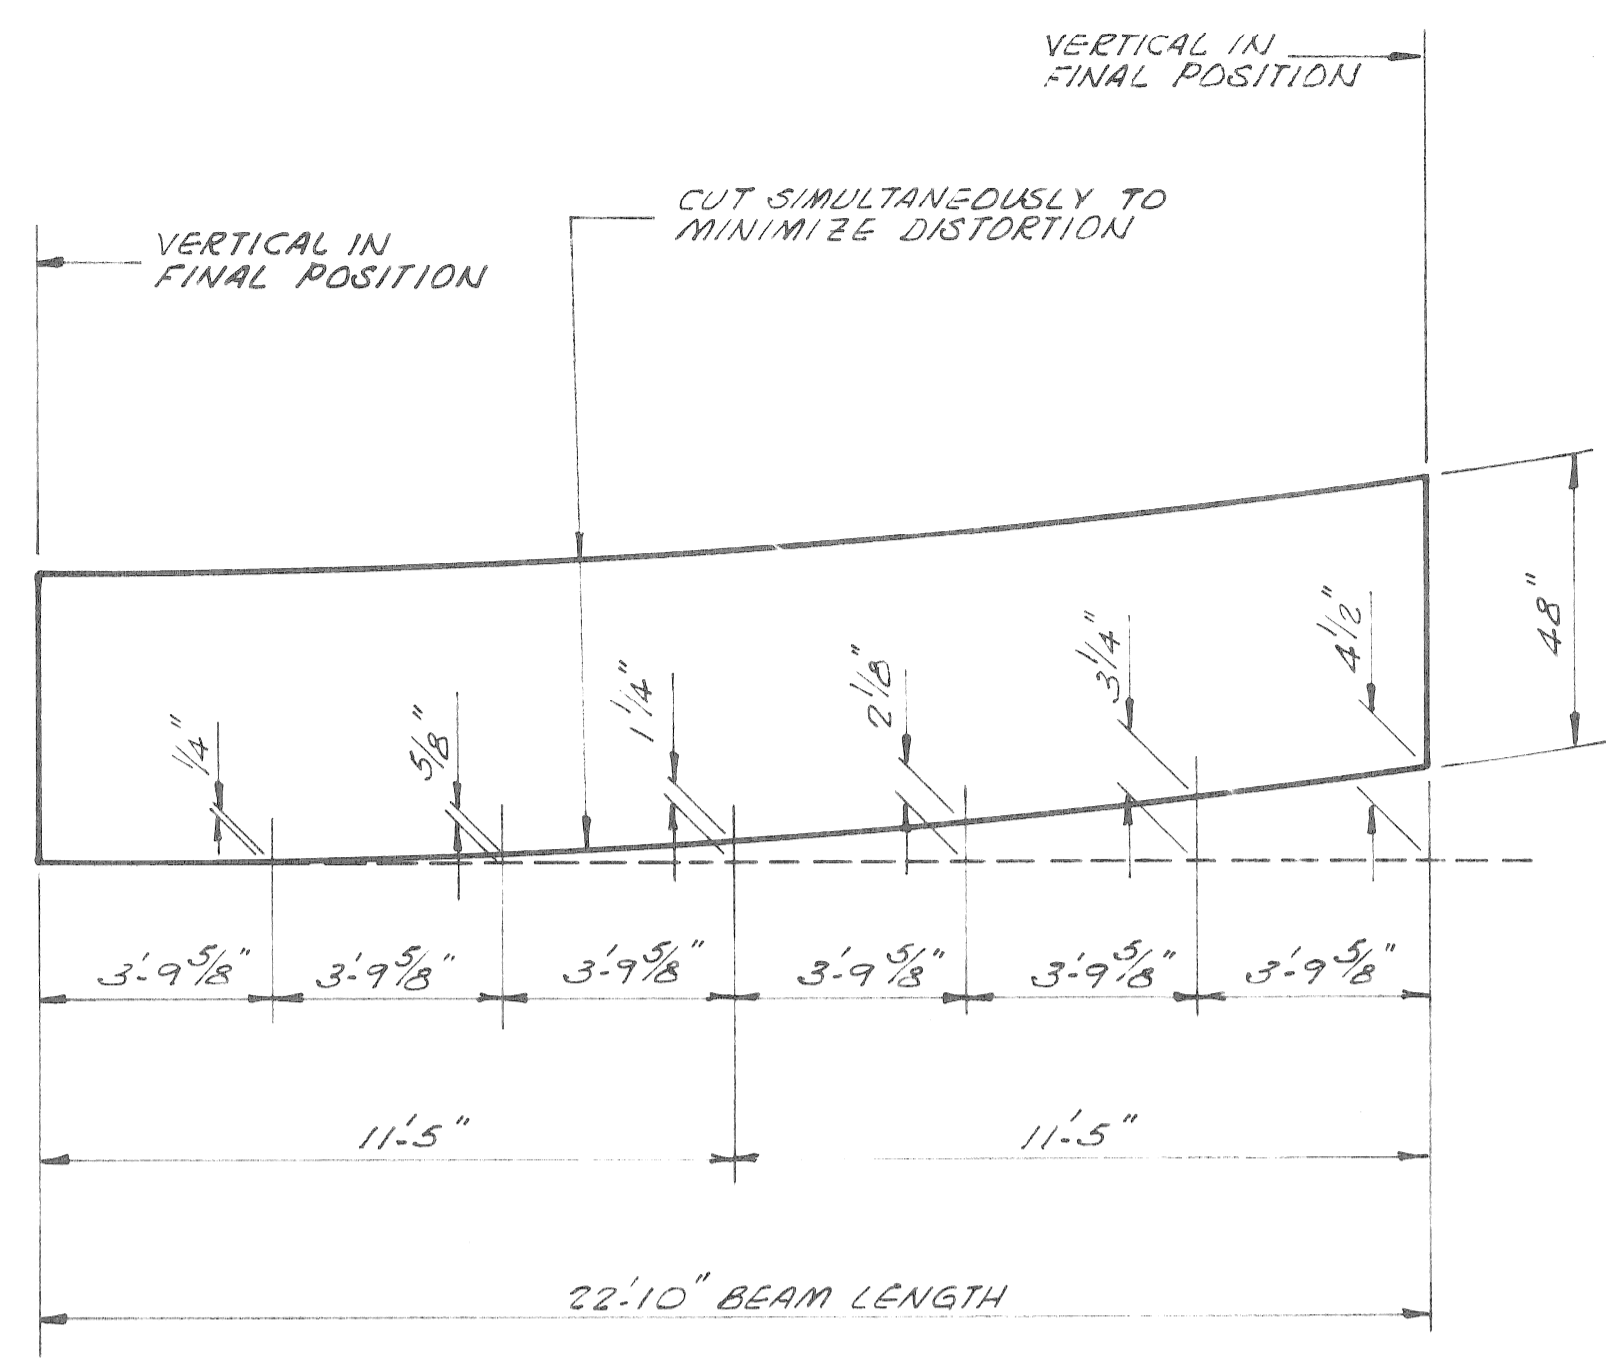 VERTICAL IN
FINAL POSITION
CUT SIMULTANEOUSLY TO
MINIMIZE DISTORTION
VERTICAL IN
FINAL POSITION
1/4"
5/8"
1 1/4"
2 1/8"
3 1/4"
4 1/2"
48"
3'-9 5/8"
3'-9 5/8"
3'-9 5/8"
3'-9 5/8"
3'-9 5/8"
3'-9 5/8"
11'-5"
11'-5"
22'-10" BEAM LENGTH